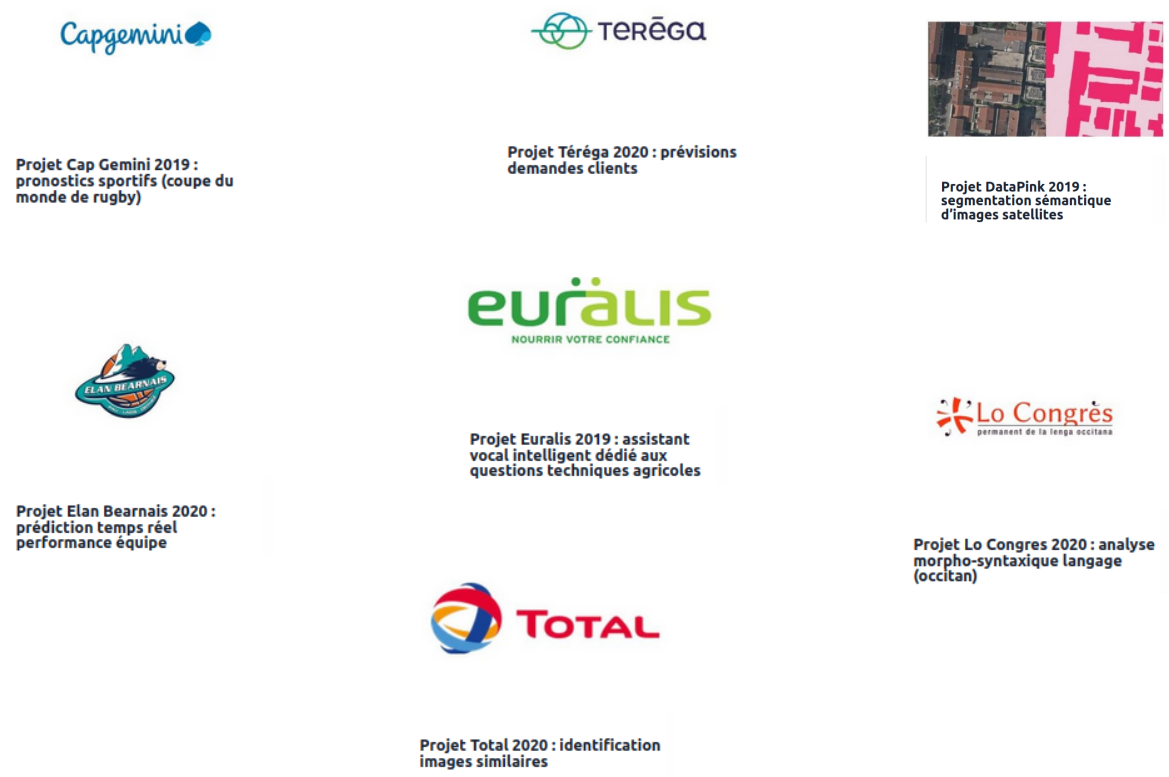 Capgemini
Projet Cap Gemini 2019 :
pronostics sportifs (coupe du
monde de rugby)
TERĒGA
Projet Téréga 2020 : prévisions
demandes clients
Projet DataPink 2019 :
segmentation sémantique
d'images satellites
ELAN BEARNAIS
Projet Elan Bearnais 2020 :
prédiction temps réel
performance équipe
euralis
NOURRIR VOTRE CONFIANCE
Projet Euralis 2019 : assistant
vocal intelligent dédié aux
questions techniques agricoles
Lo Congrès
permanent de la lenga occitana
Projet Lo Congres 2020 : analyse
morpho-syntaxique langage
(occitan)
TOTAL
Projet Total 2020 : identification
images similaires